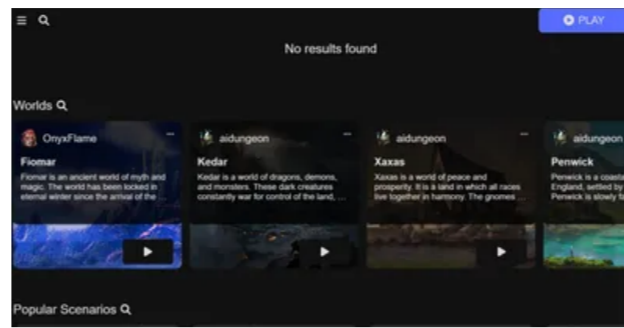 PLAY
No results found
Worlds
OnyxFlame
Fiomar
Fiomar is an ancient world of myth and
magic. The world has been locked in
eternal winter since the arrival of the ...
aidungeon
Kedar
Kedar is a world of dragons, demons,
and monsters. These dark creatures
constantly war for control of the land, ...
aidungeon
Xaxas
Xaxas is a world of peace and
prosperity. It is a land in which all races
live together in harmony. The gnomes ...
aidungeon
Penwick
Penwick is a coasta
England, settled by
Penwick is slowly fa
Popular Scenarios